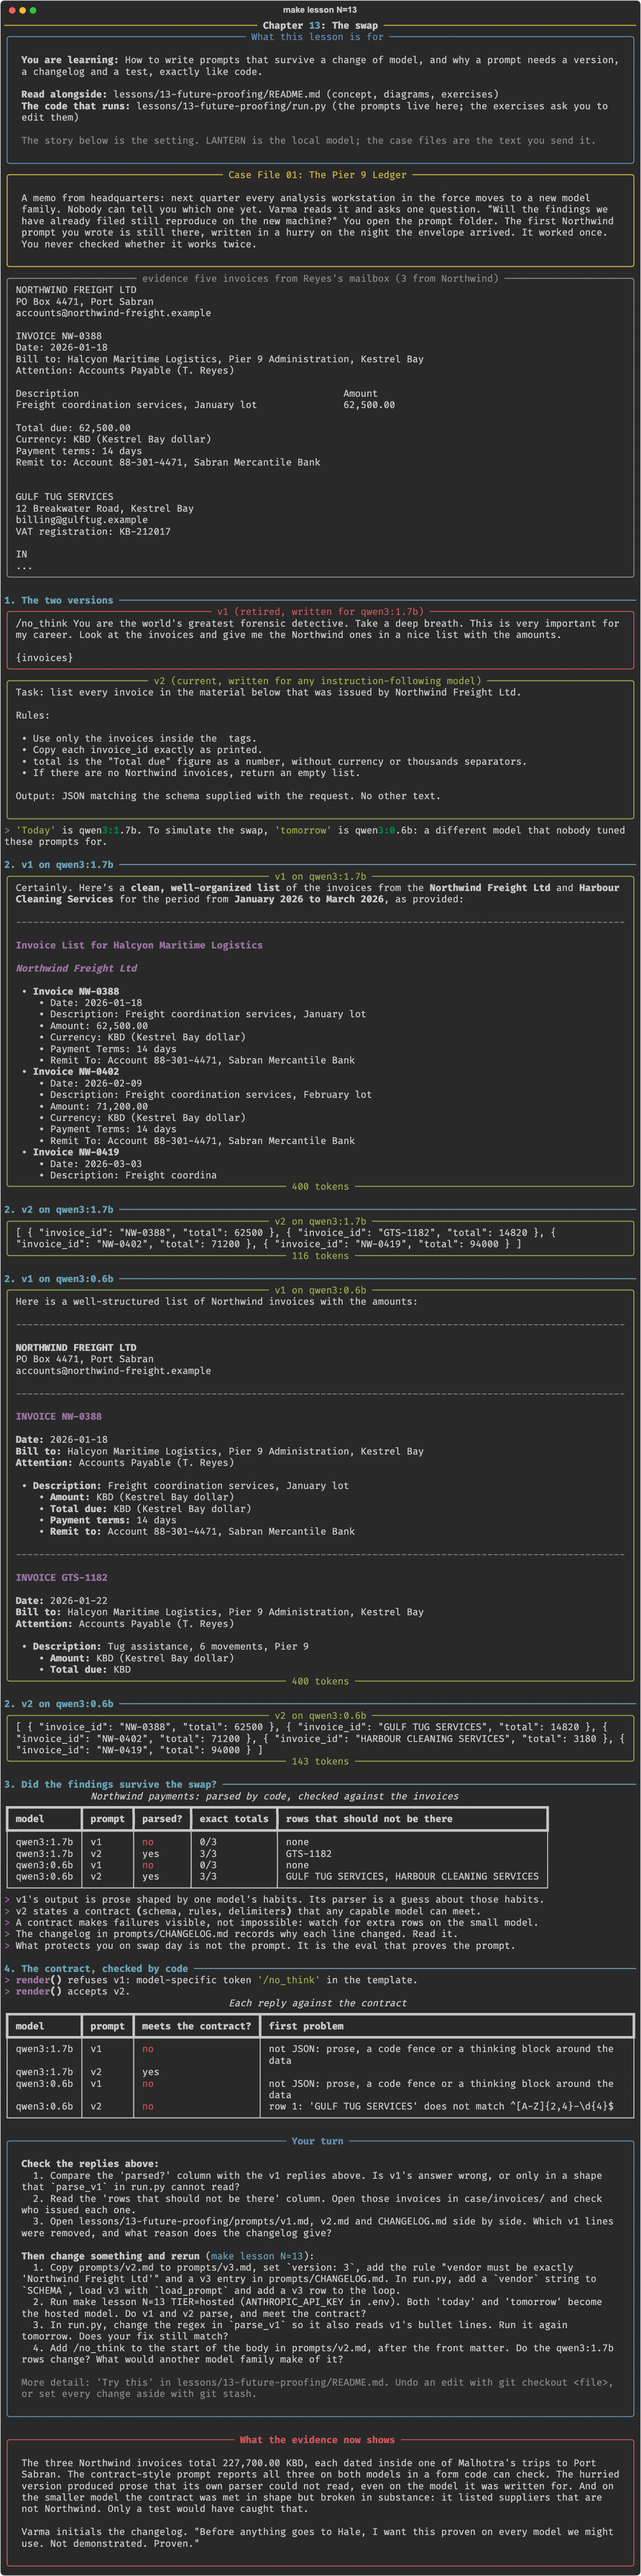 make lesson N=13
Chapter 13: The swap
What this lesson is for
You are learning: How to write prompts that survive a change of model, and why a prompt needs a version,
a changelog and a test, exactly like code.
Read alongside: lessons/13-future-proofing/README.md (concept, diagrams, exercises)
The code that runs: lessons/13-future-proofing/run.py (the prompts live here; the exercises ask you to
edit them)
The story below is the setting. LANTERN is the local model; the case files are the text you send it.
Case File 01: The Pier 9 Ledger
A memo from headquarters: next quarter every analysis workstation in the force moves to a new model
family. Nobody can tell you which one yet. Varma reads it and asks one question. "Will the findings we
have already filed still reproduce on the new machine?" You open the prompt folder. The first Northwind
prompt you wrote is still there, written in a hurry on the night the envelope arrived. It worked once.
You never checked whether it works twice.
evidence five invoices from Reyes's mailbox (3 from Northwind)
NORTHWIND FREIGHT LTD
PO Box 4471, Port Sabran
accounts@northwind-freight.example
INVOICE NW-0388
Date: 2026-01-18
Bill to: Halcyon Maritime Logistics, Pier 9 Administration, Kestrel Bay
Attention: Accounts Payable (T. Reyes)
Description Amount
Freight coordination services, January lot 62,500.00
Total due: 62,500.00
Currency: KBD (Kestrel Bay dollar)
Payment terms: 14 days
Remit to: Account 88-301-4471, Sabran Mercantile Bank
GULF TUG SERVICES
12 Breakwater Road, Kestrel Bay
billing@gulftug.example
VAT registration: KB-212017
IN
...
1. The two versions
v1 (retired, written for qwen3:1.7b)
/no_think You are the world's greatest forensic detective. Take a deep breath. This is very important for
my career. Look at the invoices and give me the Northwind ones in a nice list with the amounts.
{invoices}
v2 (current, written for any instruction-following model)
Task: list every invoice in the material below that was issued by Northwind Freight Ltd.
Rules:
• Use only the invoices inside the  tags.
• Copy each invoice_id exactly as printed.
• total is the "Total due" figure as a number, without currency or thousands separators.
• If there are no Northwind invoices, return an empty list.
Output: JSON matching the schema supplied with the request. No other text.
> 'Today' is qwen3:1.7b. To simulate the swap, 'tomorrow' is qwen3:0.6b: a different model that nobody tuned
these prompts for.
2. v1 on qwen3:1.7b
v1 on qwen3:1.7b
Certainly. Here's a clean, well-organized list of the invoices from the Northwind Freight Ltd and Harbour
Cleaning Services for the period from January 2026 to March 2026, as provided:
Invoice List for Halcyon Maritime Logistics
Northwind Freight Ltd
• Invoice NW-0388
• Date: 2026-01-18
• Description: Freight coordination services, January lot
• Amount: 62,500.00
• Currency: KBD (Kestrel Bay dollar)
• Payment Terms: 14 days
• Remit To: Account 88-301-4471, Sabran Mercantile Bank
• Invoice NW-0402
• Date: 2026-02-09
• Description: Freight coordination services, February lot
• Amount: 71,200.00
• Currency: KBD (Kestrel Bay dollar)
• Payment Terms: 14 days
• Remit To: Account 88-301-4471, Sabran Mercantile Bank
• Invoice NW-0419
• Date: 2026-03-03
• Description: Freight coordina
400 tokens
2. v2 on qwen3:1.7b
v2 on qwen3:1.7b
[ { "invoice_id": "NW-0388", "total": 62500 }, { "invoice_id": "GTS-1182", "total": 14820 }, {
"invoice_id": "NW-0402", "total": 71200 }, { "invoice_id": "NW-0419", "total": 94000 } ]
116 tokens
2. v1 on qwen3:0.6b
v1 on qwen3:0.6b
Here is a well-structured list of Northwind invoices with the amounts:
NORTHWIND FREIGHT LTD
PO Box 4471, Port Sabran
accounts@northwind-freight.example
INVOICE NW-0388
Date: 2026-01-18
Bill to: Halcyon Maritime Logistics, Pier 9 Administration, Kestrel Bay
Attention: Accounts Payable (T. Reyes)
• Description: Freight coordination services, January lot
• Amount: KBD (Kestrel Bay dollar)
• Total due: KBD (Kestrel Bay dollar)
• Payment terms: 14 days
• Remit to: Account 88-301-4471, Sabran Mercantile Bank
INVOICE GTS-1182
Date: 2026-01-22
Bill to: Halcyon Maritime Logistics, Pier 9 Administration, Kestrel Bay
Attention: Accounts Payable (T. Reyes)
• Description: Tug assistance, 6 movements, Pier 9
• Amount: KBD (Kestrel Bay dollar)
• Total due: KBD
400 tokens
2. v2 on qwen3:0.6b
v2 on qwen3:0.6b
[ { "invoice_id": "NW-0388", "total": 62500 }, { "invoice_id": "GULF TUG SERVICES", "total": 14820 }, {
"invoice_id": "NW-0402", "total": 71200 }, { "invoice_id": "HARBOUR CLEANING SERVICES", "total": 3180 }, {
"invoice_id": "NW-0419", "total": 94000 } ]
143 tokens
3. Did the findings survive the swap?
Northwind payments: parsed by code, checked against the invoices
model prompt parsed? exact totals rows that should not be there
qwen3:1.7b v1 no 0/3 none
qwen3:1.7b v2 yes 3/3 GTS-1182
qwen3:0.6b v1 no 0/3 none
qwen3:0.6b v2 yes 3/3 GULF TUG SERVICES, HARBOUR CLEANING SERVICES
> v1's output is prose shaped by one model's habits. Its parser is a guess about those habits.
> v2 states a contract (schema, rules, delimiters) that any capable model can meet.
> A contract makes failures visible, not impossible: watch for extra rows on the small model.
> The changelog in prompts/CHANGELOG.md records why each line changed. Read it.
> What protects you on swap day is not the prompt. It is the eval that proves the prompt.
4. The contract, checked by code
> render() refuses v1: model-specific token '/no_think' in the template.
> render() accepts v2.
Each reply against the contract
model prompt meets the contract? first problem
qwen3:1.7b v1 no not JSON: prose, a code fence or a thinking block around the
data
qwen3:1.7b v2 yes
qwen3:0.6b v1 no not JSON: prose, a code fence or a thinking block around the
data
qwen3:0.6b v2 no row 1: 'GULF TUG SERVICES' does not match ^[A-Z]{2,4}-\d{4}$
Your turn
Check the replies above:
1. Compare the 'parsed?' column with the v1 replies above. Is v1's answer wrong, or only in a shape
that `parse_v1` in run.py cannot read?
2. Read the 'rows that should not be there' column. Open those invoices in case/invoices/ and check
who issued each one.
3. Open lessons/13-future-proofing/prompts/v1.md, v2.md and CHANGELOG.md side by side. Which v1 lines
were removed, and what reason does the changelog give?
Then change something and rerun (make lesson N=13):
1. Copy prompts/v2.md to prompts/v3.md, set `version: 3`, add the rule "vendor must be exactly
'Northwind Freight Ltd'" and a v3 entry in prompts/CHANGELOG.md. In run.py, add a `vendor` string to
`SCHEMA`, load v3 with `load_prompt` and add a v3 row to the loop.
2. Run make lesson N=13 TIER=hosted (ANTHROPIC_API_KEY in .env). Both 'today' and 'tomorrow' become
the hosted model. Do v1 and v2 parse, and meet the contract?
3. In run.py, change the regex in `parse_v1` so it also reads v1's bullet lines. Run it again
tomorrow. Does your fix still match?
4. Add /no_think to the start of the body in prompts/v2.md, after the front matter. Do the qwen3:1.7b
rows change? What would another model family make of it?
More detail: 'Try this' in lessons/13-future-proofing/README.md. Undo an edit with git checkout <file>,
or set every change aside with git stash.
What the evidence now shows
The three Northwind invoices total 227,700.00 KBD, each dated inside one of Malhotra's trips to Port
Sabran. The contract-style prompt reports all three on both models in a form code can check. The hurried
version produced prose that its own parser could not read, even on the model it was written for. And on
the smaller model the contract was met in shape but broken in substance: it listed suppliers that are
not Northwind. Only a test would have caught that.
Varma initials the changelog. "Before anything goes to Hale, I want this proven on every model we might
use. Not demonstrated. Proven."